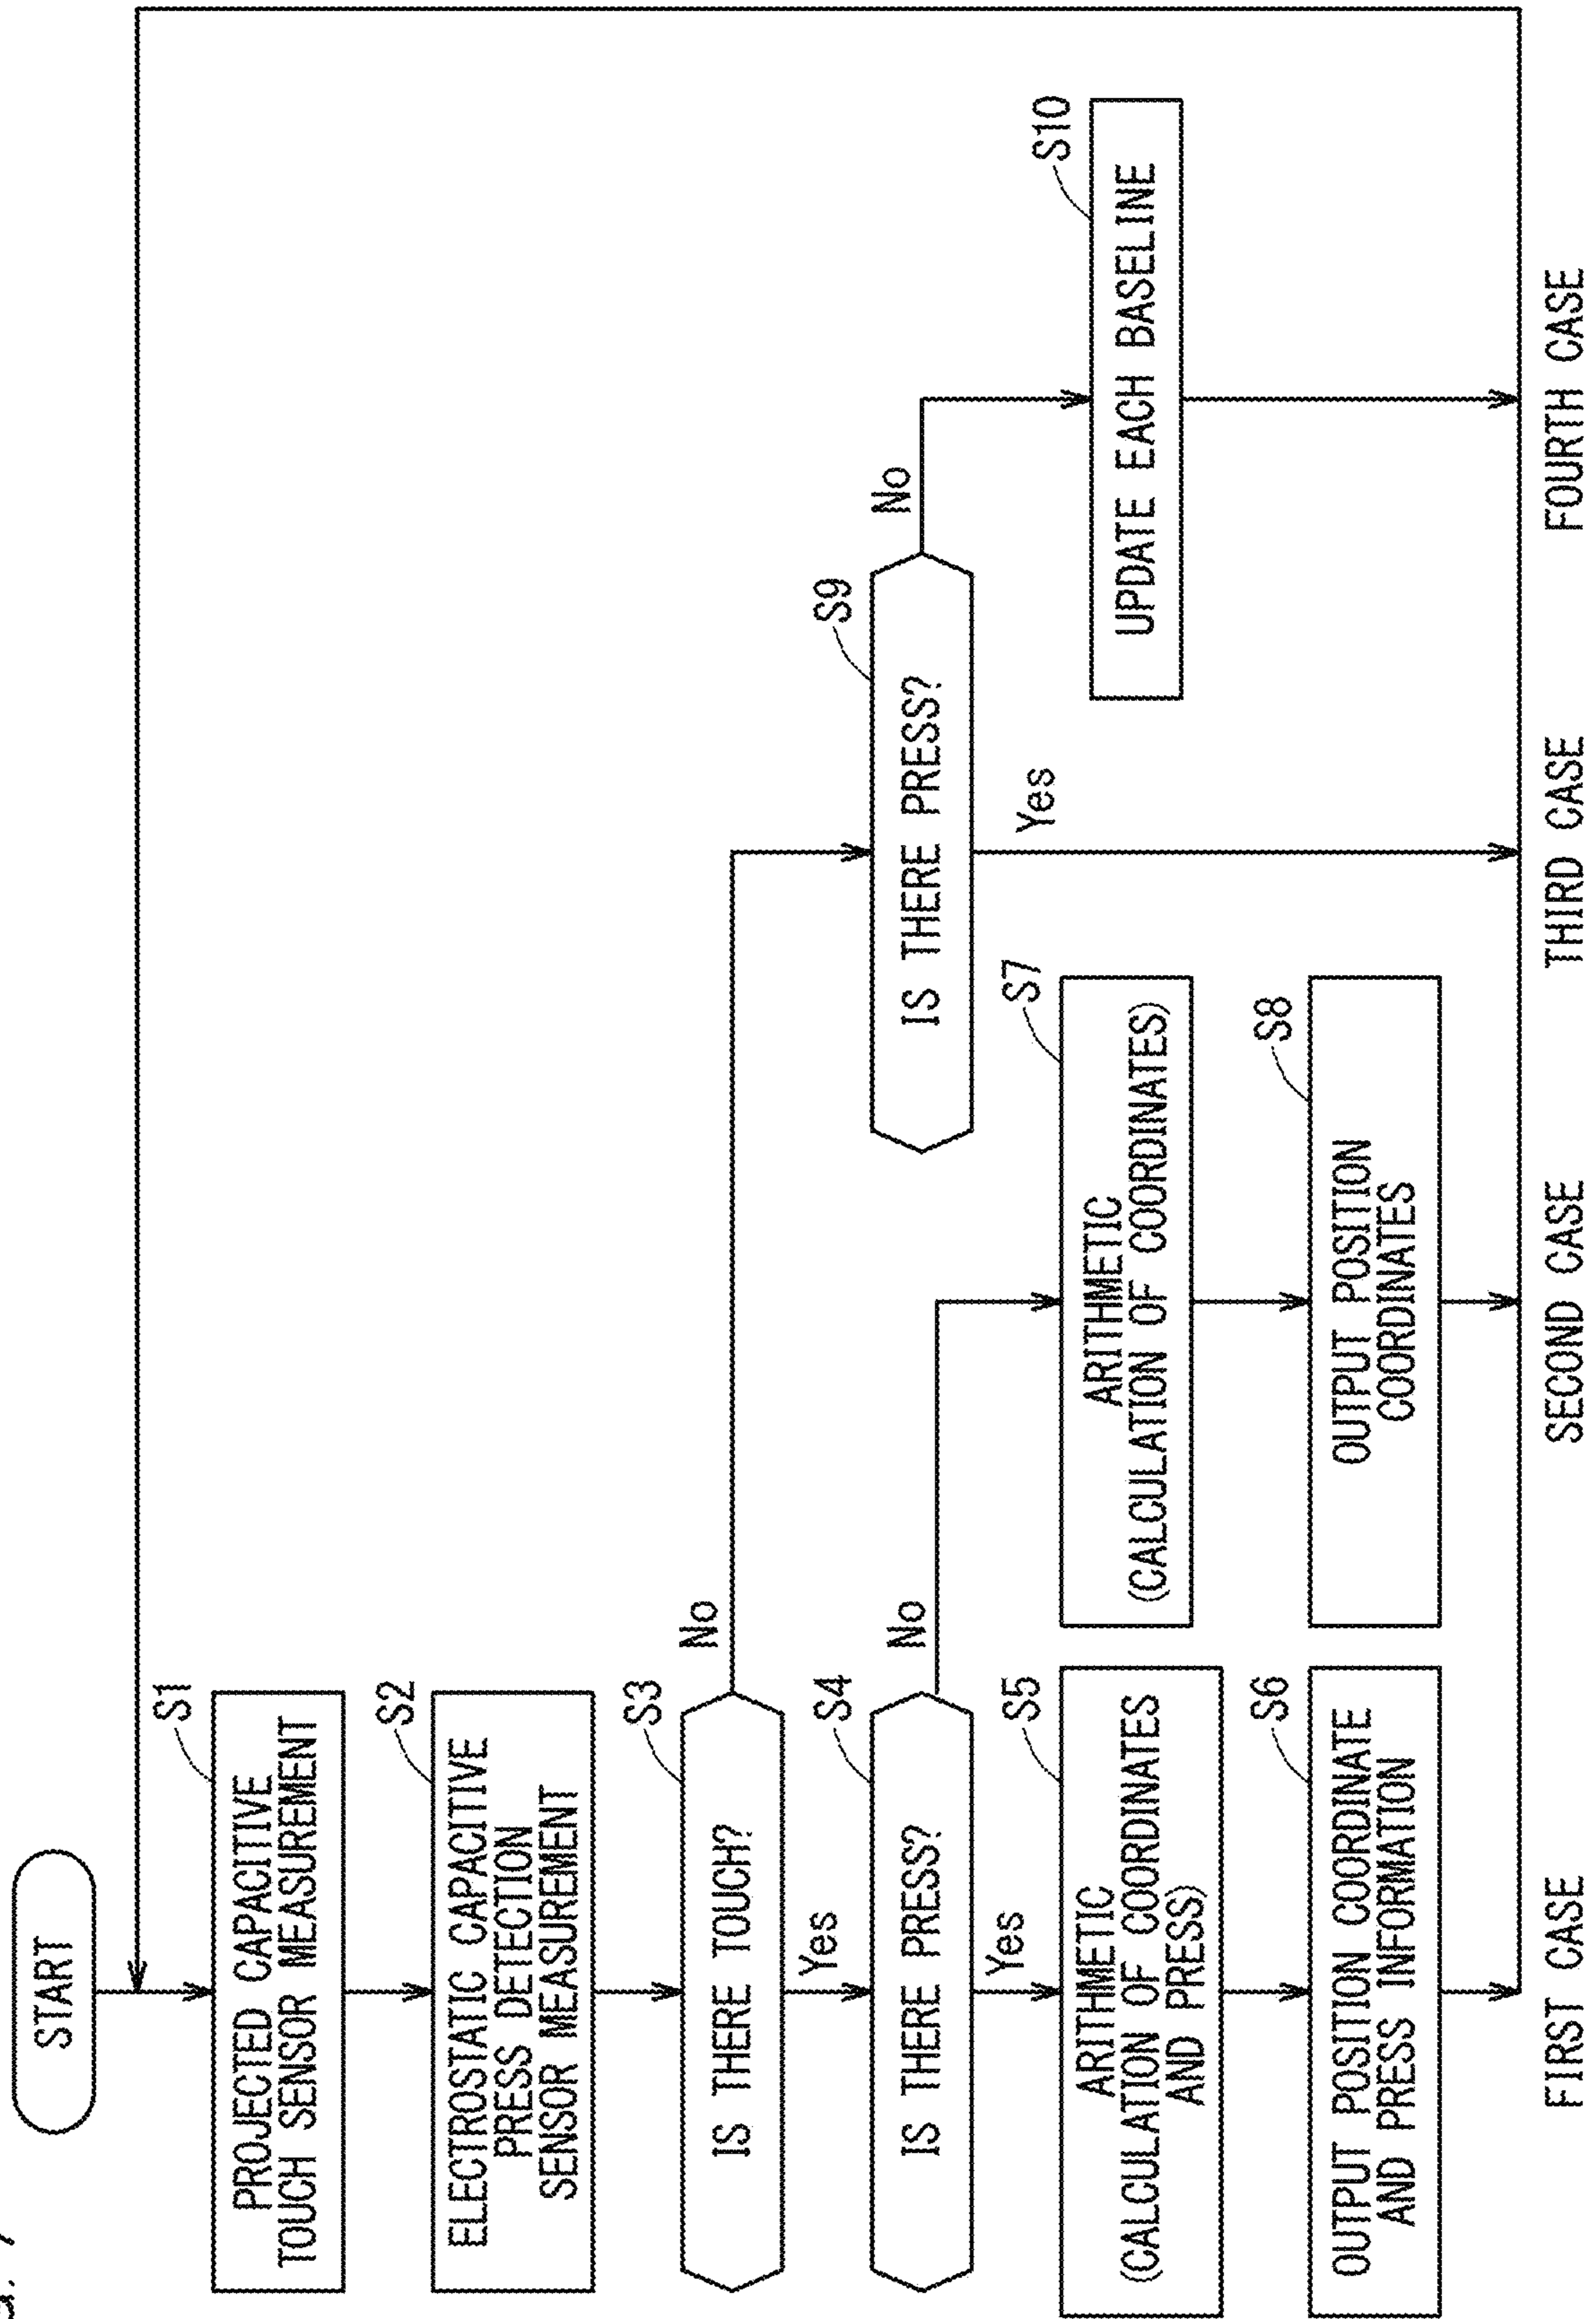 START
S1
PROJECTED CAPACITIVE
TOUCH SENSOR MEASUREMENT
S2
ELECTROSTATIC CAPACITIVE
PRESS DETECTION
SENSOR MEASUREMENT
S3
IS THERE TOUCH?
No
Yes
S4
IS THERE PRESS?
No
Yes
S5
ARITHMETIC
(CALCULATION OF COORDINATES
AND PRESS)
S6
OUTPUT POSITION COORDINATE
AND PRESS INFORMATION
S7
ARITHMETIC
(CALCULATION OF COORDINATES)
S8
OUTPUT POSITION
COORDINATES
S9
IS THERE PRESS?
No
Yes
S10
UPDATE EACH BASELINE
FIRST CASE
SECOND CASE
THIRD CASE
FOURTH CASE